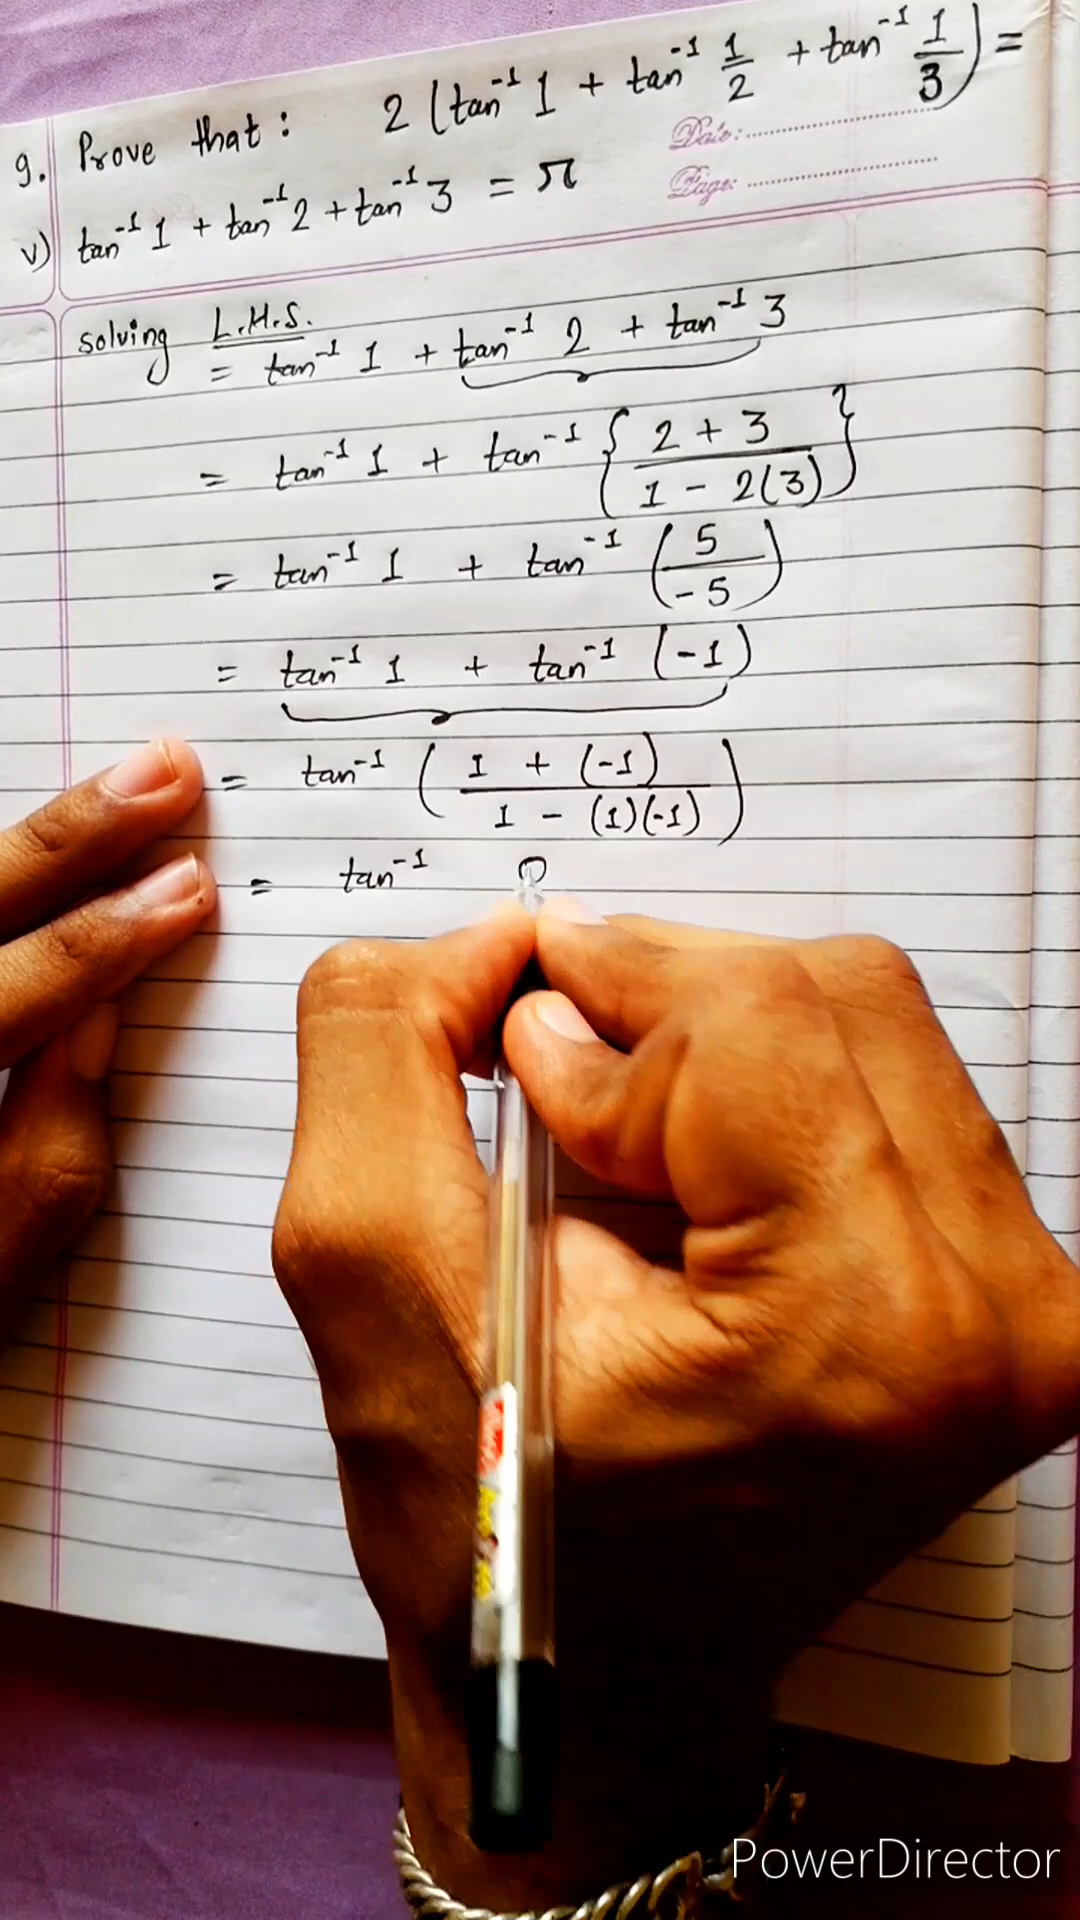 9. Prove that : 2 (tan⁻¹ 1 + tan⁻¹ 1/2 + tan⁻¹ 1/3) =
Date:
Page:
v) tan⁻¹ 1 + tan⁻¹ 2 + tan⁻¹ 3 = π
solving L.H.S.
= tan⁻¹ 1 + tan⁻¹ 2 + tan⁻¹ 3
= tan⁻¹ 1 + tan⁻¹ { 2 + 3 / 1 - 2(3) }
= tan⁻¹ 1 + tan⁻¹ ( 5 / -5 )
= tan⁻¹ 1 + tan⁻¹ (-1)
= tan⁻¹ ( 1 + (-1) / 1 - (1)(-1) )
= tan⁻¹ 0
PowerDirector